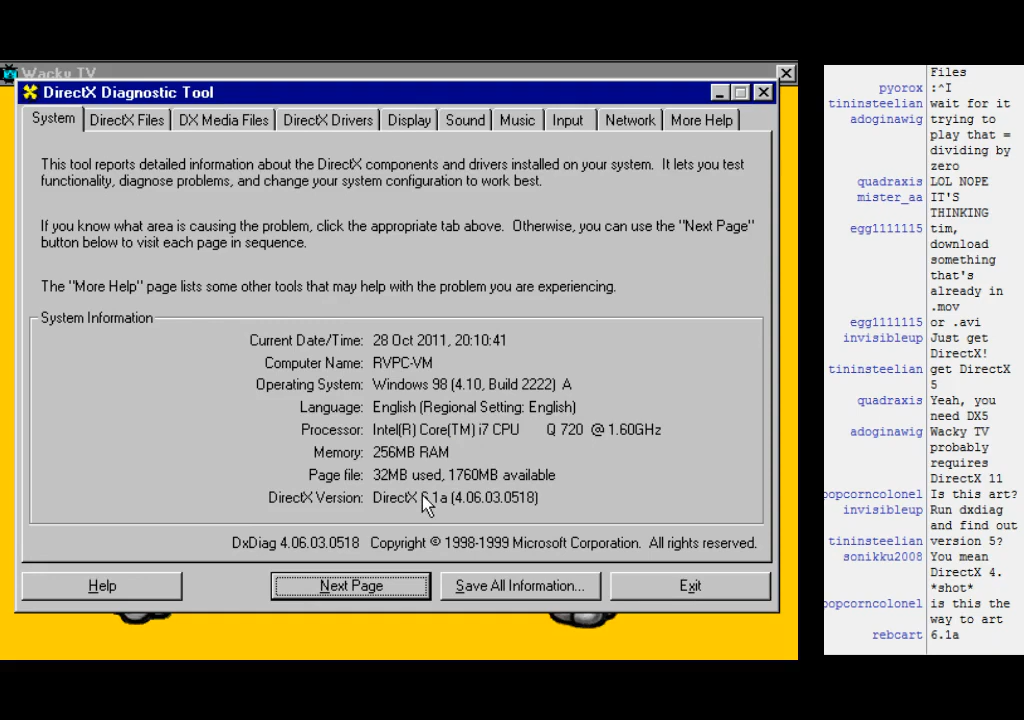 Wacky TV
DirectX Diagnostic Tool
System DirectX Files DX Media Files DirectX Drivers Display Sound Music Input Network More Help
This tool reports detailed information about the DirectX components and drivers installed on your system. It lets you test
functionality, diagnose problems, and change your system configuration to work best.
If you know what area is causing the problem, click the appropriate tab above. Otherwise, you can use the "Next Page"
button below to visit each page in sequence.
The "More Help" page lists some other tools that may help with the problem you are experiencing.
System Information
Current Date/Time: 28 Oct 2011, 20:10:41
Computer Name: RVPC-VM
Operating System: Windows 98 (4.10, Build 2222) A
Language: English (Regional Setting: English)
Processor: Intel(R) Core(TM) i7 CPU Q 720 @ 1.60GHz
Memory: 256MB RAM
Page file: 32MB used, 1760MB available
DirectX Version: DirectX 6.1a (4.06.03.0518)
DxDiag 4.06.03.0518 Copyright © 1998-1999 Microsoft Corporation. All rights reserved.
Help Next Page Save All Information... Exit
Files
pyorox :^I
tininsteelian wait for it
adoginawig trying to
play that =
dividing by
zero
quadraxis LOL NOPE
mister_aa IT'S
THINKING
egg1111115 tim,
download
something
that's
already in
.mov
egg1111115 or .avi
invisibleup Just get
DirectX!
tininsteelian get DirectX
5
quadraxis Yeah, you
need DX5
adoginawig Wacky TV
probably
requires
DirectX 11
popcorncolonel Is this art?
invisibleup Run dxdiag
and find out
tininsteelian version 5?
sonikku2008 You mean
DirectX 4.
*shot*
popcorncolonel is this the
way to art
rebcart 6.1a